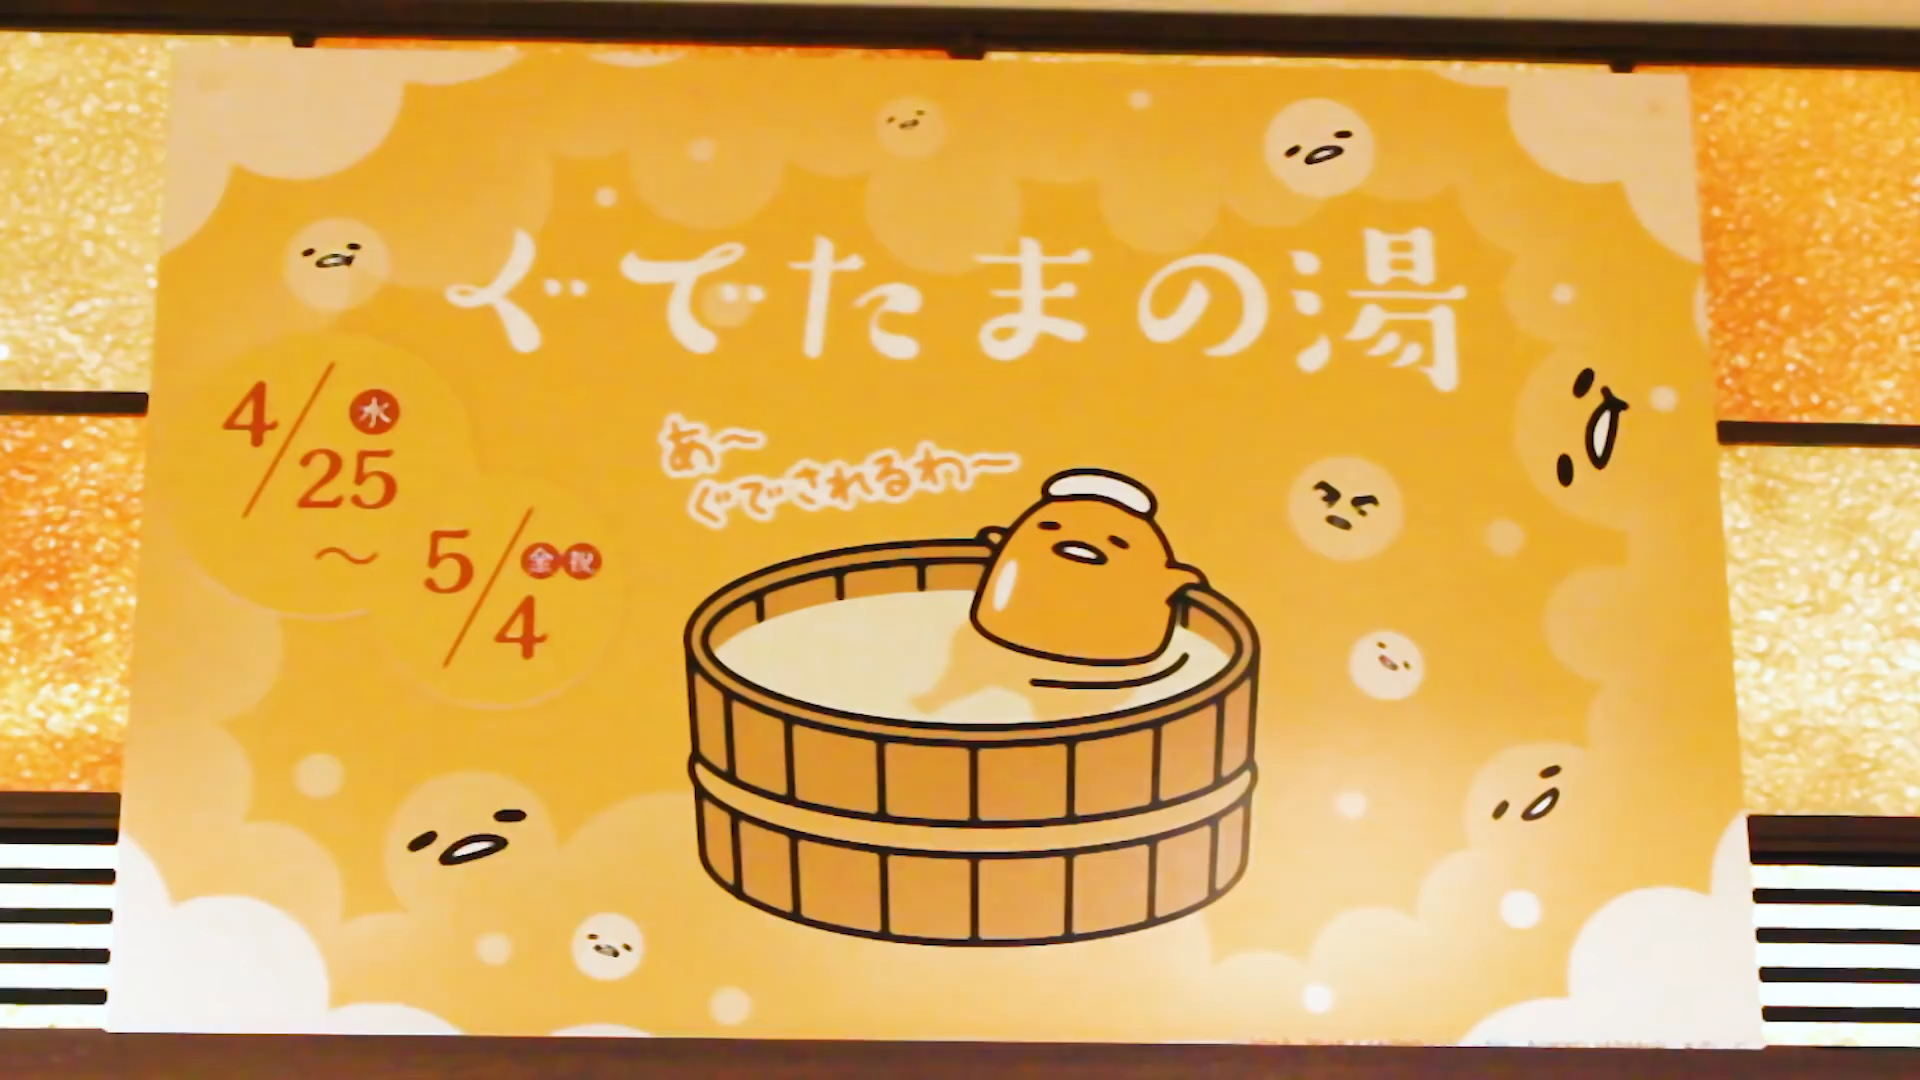 ぐでたまの湯
4/25 水
〜
5/4 金 祝
あ〜
ぐでされるわ〜